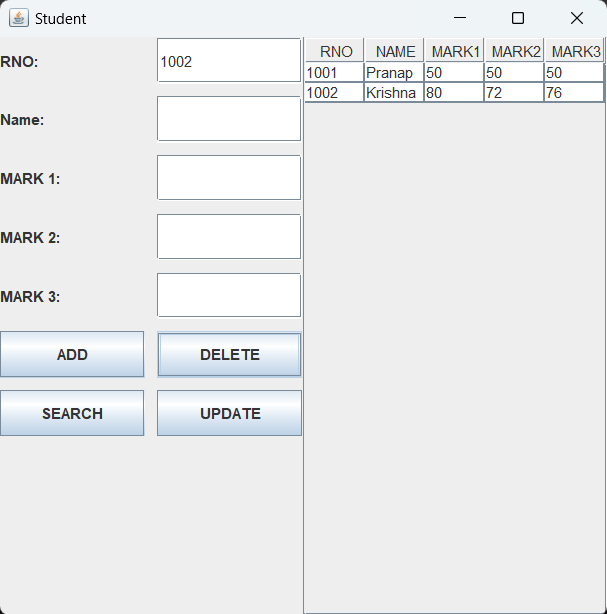 Student
RNO: 1002
Name:
MARK 1:
MARK 2:
MARK 3:
ADD DELETE
SEARCH UPDATE
RNO NAME MARK1 MARK2 MARK3
1001 Pranap 50 50 50
1002 Krishna 80 72 76